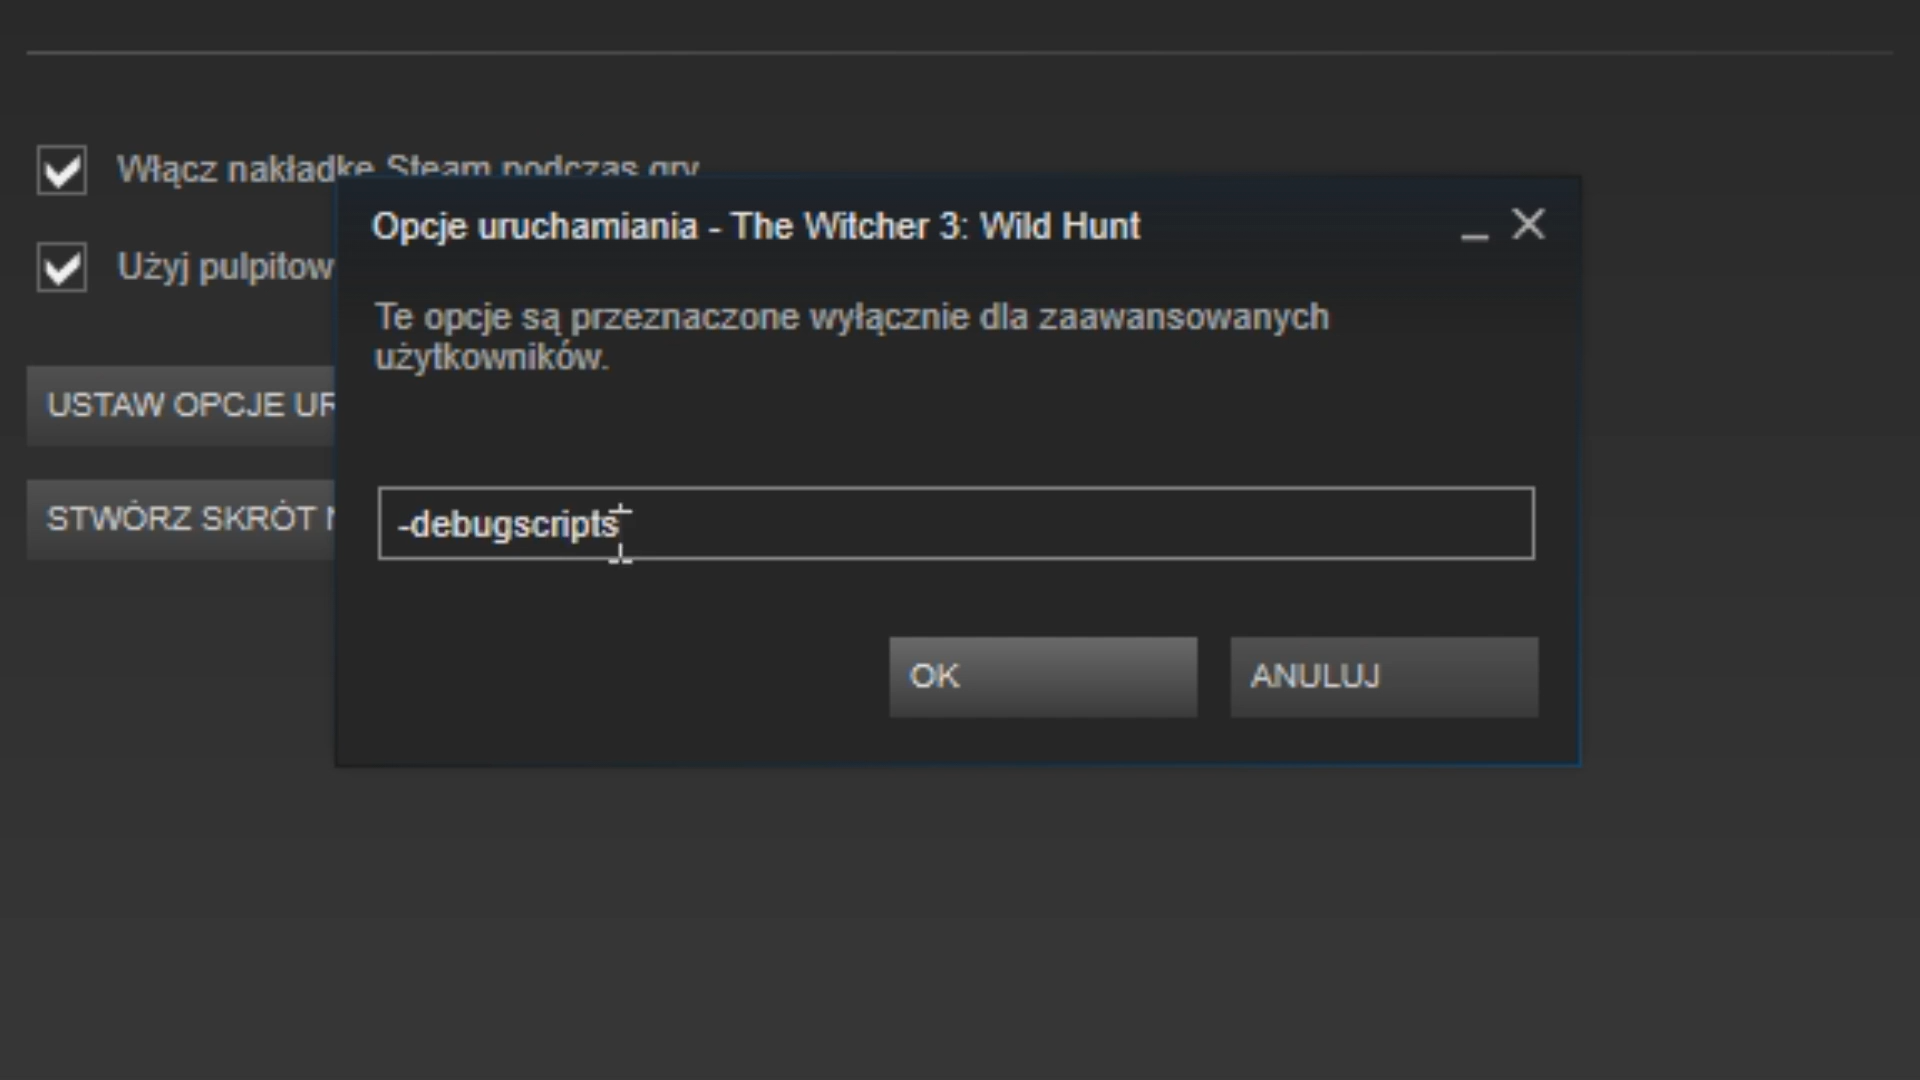 Włącz nakładkę Steam podczas gry
Opcje uruchamiania - The Witcher 3: Wild Hunt
Użyj pulpitow
Te opcje są przeznaczone wyłącznie dla zaawansowanych
użytkowników.
USTAW OPCJE UR
STWÓRZ SKRÓT
-debugscripts
OK
ANULUJ